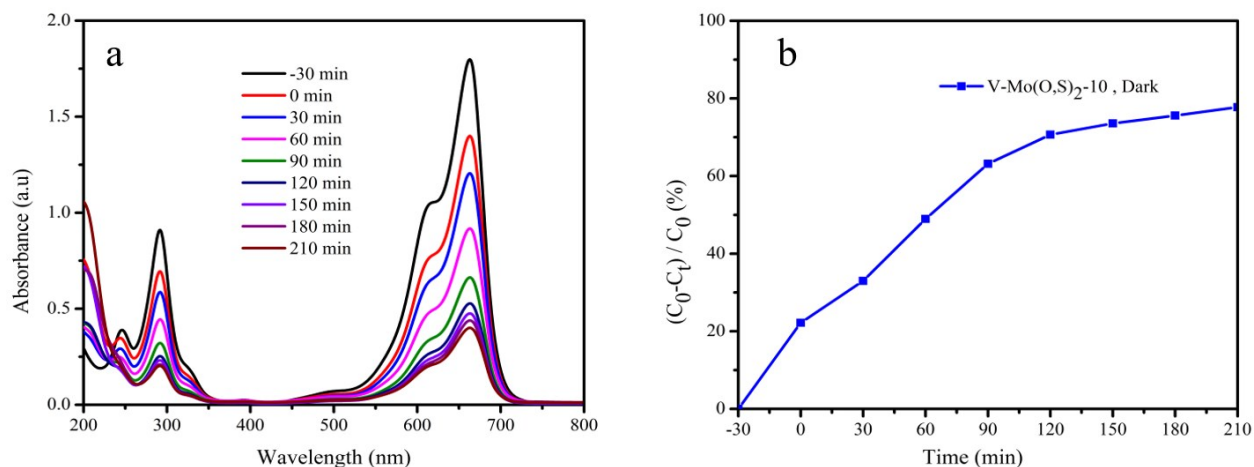 a
2.0
1.5
1.0
0.5
0.0
Absorbance (a.u)
-30 min
0 min
30 min
60 min
90 min
120 min
150 min
180 min
210 min
200 300 400 500 600 700 800
Wavelength (nm)
b
100
80
60
40
20
0
(C0-Ct) / C0 (%)
V-Mo(O,S)2-10 , Dark
-30 0 30 60 90 120 150 180 210
Time (min)